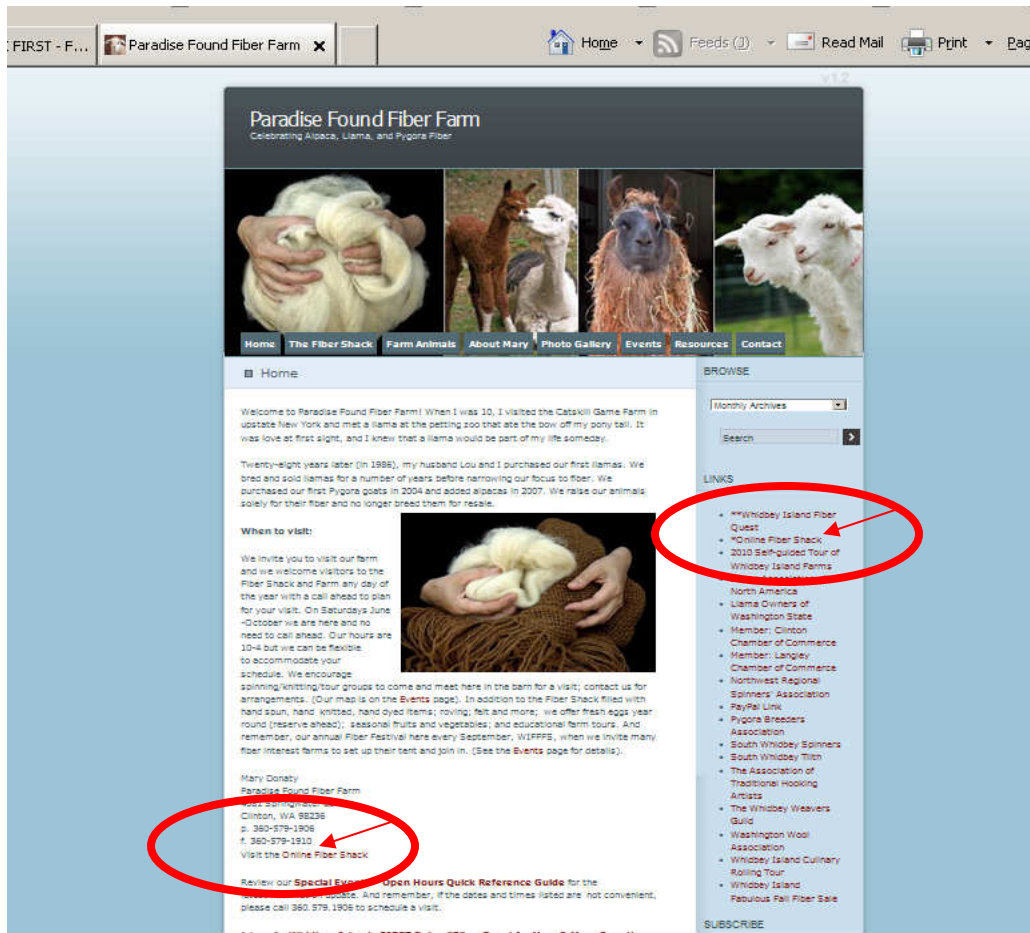 FIRST - F...
Paradise Found Fiber Farm
Home
Feeds (J)
Read Mail
Print
Pag
v1.2
Paradise Found Fiber Farm
Celebrating Alpaca, Llama, and Pygora Fiber
Home The Fiber Shack Farm Animals About Mary Photo Gallery Events Resources Contact
Home
Welcome to Paradise Found Fiber Farm! When I was 10, I visited the Catskill Game Farm in
upstate New York and met a llama at the petting zoo that ate the bow off my pony tail. It
was love at first sight, and I knew that a llama would be part of my life someday.
Twenty-eight years later (in 1986), my husband Lou and I purchased our first llamas. We
bred and sold llamas for a number of years before narrowing our focus to fiber. We
purchased our first Pygora goats in 2004 and added alpacas in 2007. We raise our animals
solely for their fiber and no longer breed them for resale.
When to visit:
We invite you to visit our farm
and we welcome visitors to the
Fiber Shack and Farm any day of
the year with a call ahead to plan
for your visit. On Saturdays June
-October we are here and no
need to call ahead. Our hours are
10-4 but we can be flexible
to accommodate your
schedule. We encourage
spinning/knitting/tour groups to come and meet here in the barn for a visit; contact us for
arrangements. (Our map is on the Events page). In addition to the Fiber Shack filled with
hand spun, hand knitted, hand dyed items; roving; felt and more; we offer fresh eggs year
round (reserve ahead); seasonal fruits and vegetables; and educational farm tours. And
remember, our annual Fiber Festival here every September, WIFFFS, when we invite many
fiber interest farms to set up their tent and join in. (See the Events page for details).
Mary Donaty
Paradise Found Fiber Farm
Springwater
Clinton, WA 98236
p. 360-579-1906
f. 360-579-1910
Visit the Online Fiber Shack
Review our Special Open Hours Quick Reference Guide for the
update. And remember, if the dates and times listed are not convenient,
please call 360.579.1906 to schedule a visit.
BROWSE
Monthly Archives
Search
LINKS
**Whidbey Island Fiber
Quest
*Online Fiber Shack
2010 Self-guided Tour of
Whidbey Island Farms
North America
Llama Owners of
Washington State
Member: Clinton
Chamber of Commerce
Member: Langley
Chamber of Commerce
Northwest Regional
Spinners' Association
PayPal Link
Pygora Breeders
Association
South Whidbey Spinners
South Whidbey Tilth
The Association of
Traditional Hooking
Artists
The Whidbey Weavers
Guild
Washington Wool
Association
Whidbey Island Culinary
Rolling Tour
Whidbey Island
Fabulous Fall Fiber Sale
SUBSCRIBE